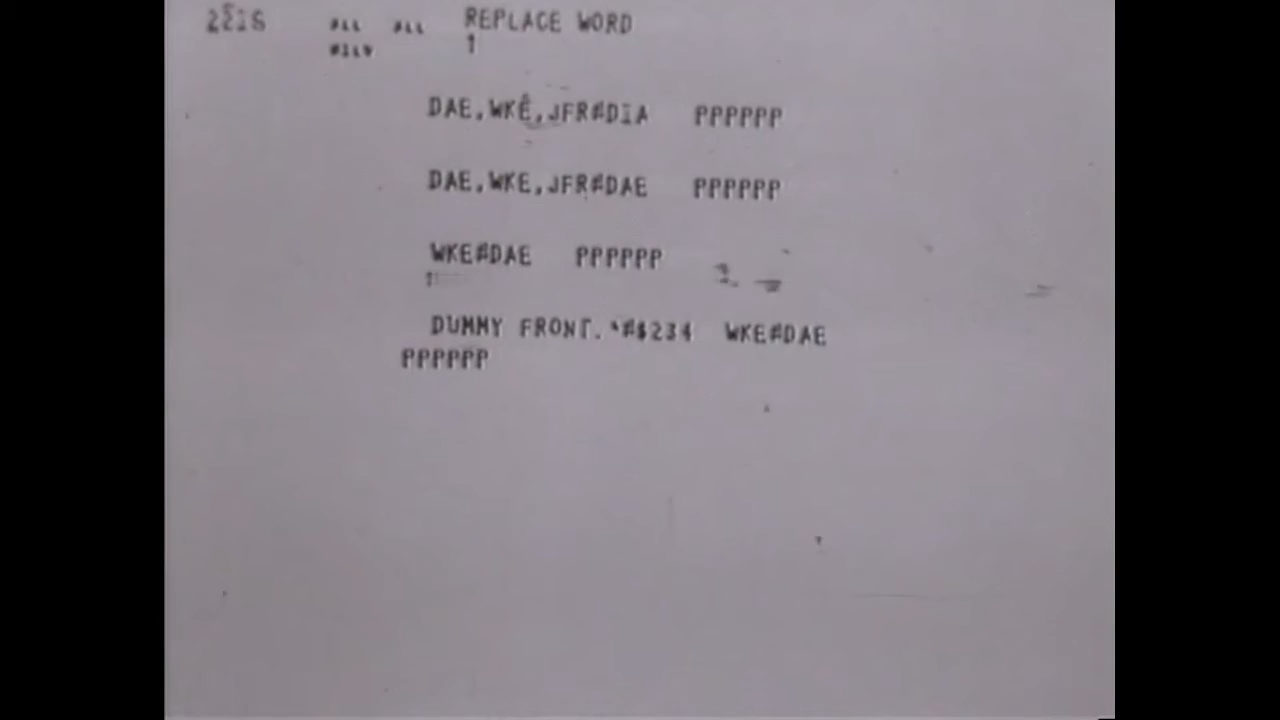 REPLACE WORD
DAE,WKE,JFR#DIA PPPPPP
DAE,WKE,JFR#DAE PPPPPP
WKE#DAE PPPPPP
DUMMY FRONT. #$234 WKE#DAE
PPPPPP